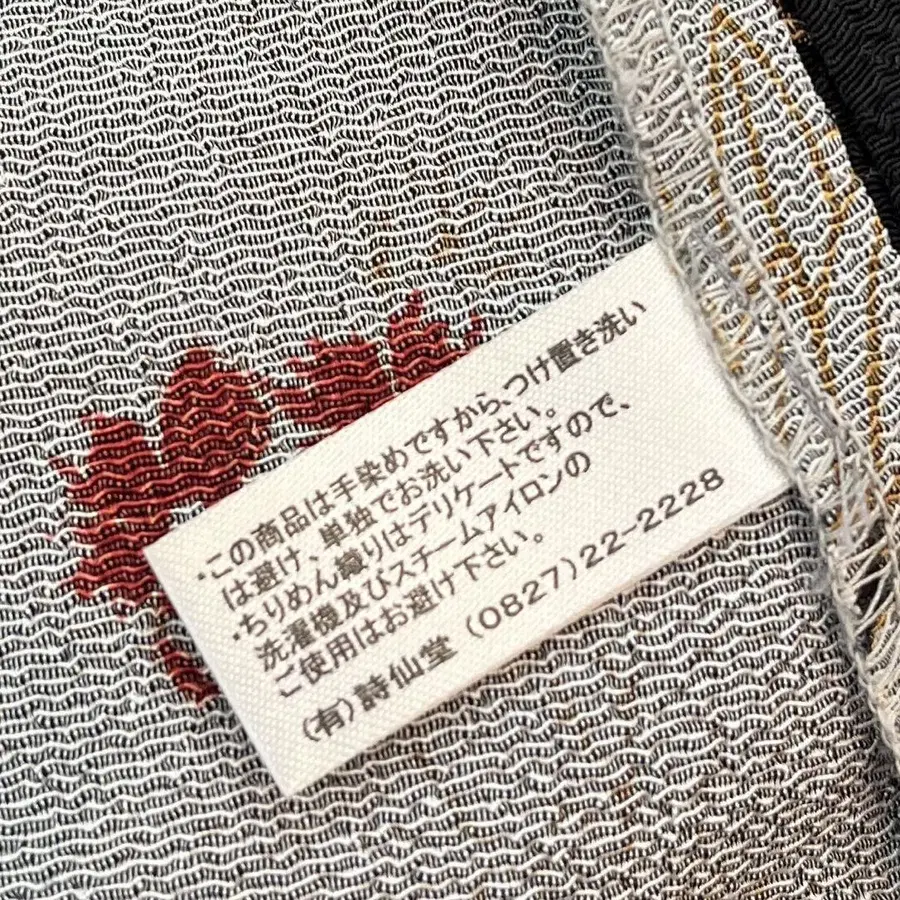 ・この商品は手染めですから、つけ置き洗い
は避け、単独でお洗い下さい。
・ちりめん織りはデリケートですので、
洗濯機及びスチームアイロンの
ご使用はお避け下さい。
(有)詩仙堂 (0827)22-2228